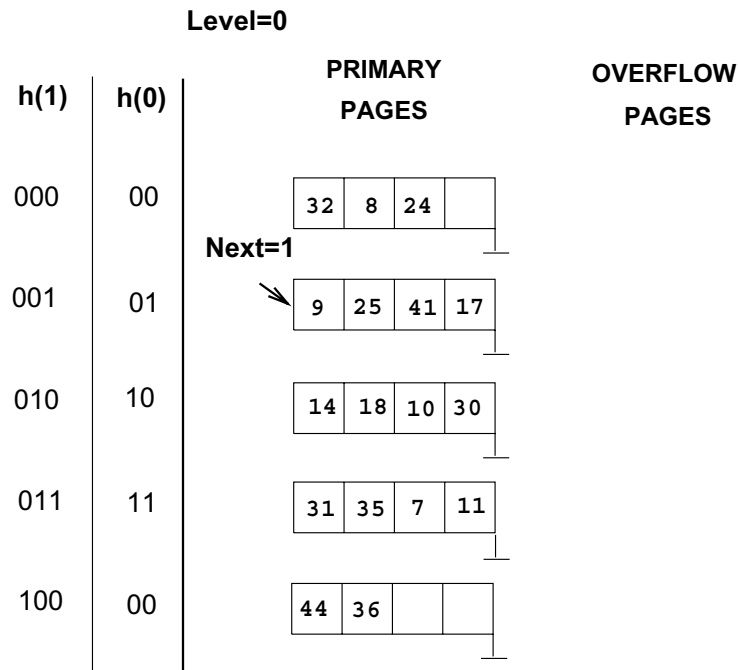 Level=0
h(1) h(0) PRIMARY PAGES OVERFLOW PAGES
000 00 32 8 24
Next=1
001 01 9 25 41 17
010 10 14 18 10 30
011 11 31 35 7 11
100 00 44 36